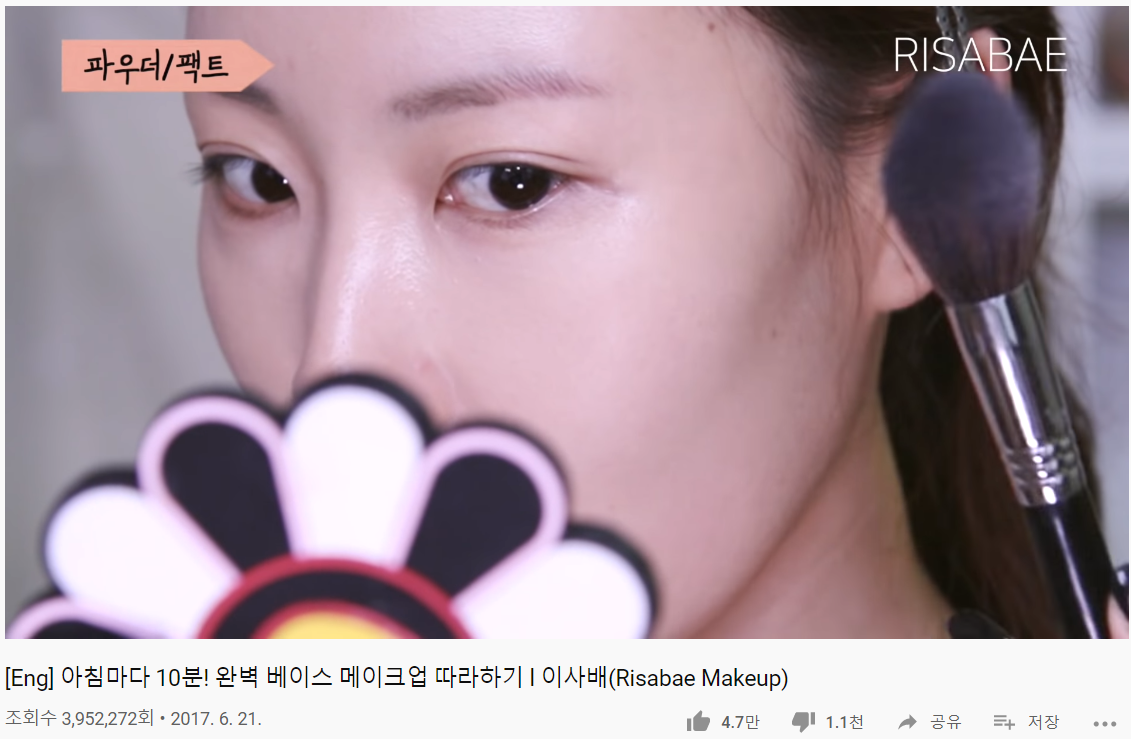 파우더/팩트
RISABAE
[Eng] 아침마다 10분! 완벽 베이스 메이크업 따라하기 l 이사배(Risabae Makeup)
조회수 3,952,272회 • 2017. 6. 21.
4.7만 1.1천 공유 저장